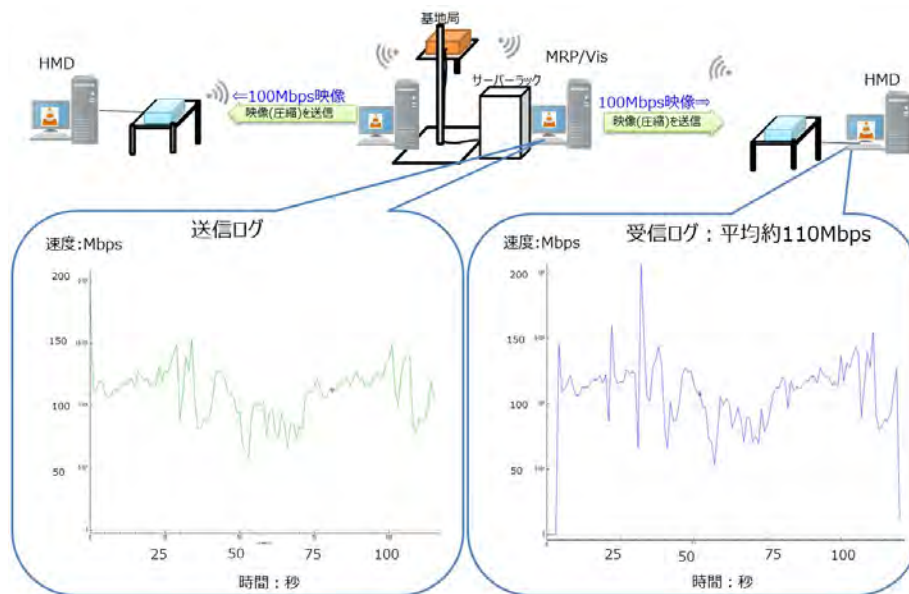 基地局
HMD
MRP/Vis
サーバーラック
HMD
⇐100Mbps映像
映像(圧縮)を送信
100Mbps映像⇒
映像(圧縮)を送信
送信ログ
速度:Mbps
200
150
100
50
25
50
75
100
時間：秒
受信ログ：平均約110Mbps
速度:Mbps
200
150
100
50
25
50
75
100
時間：秒